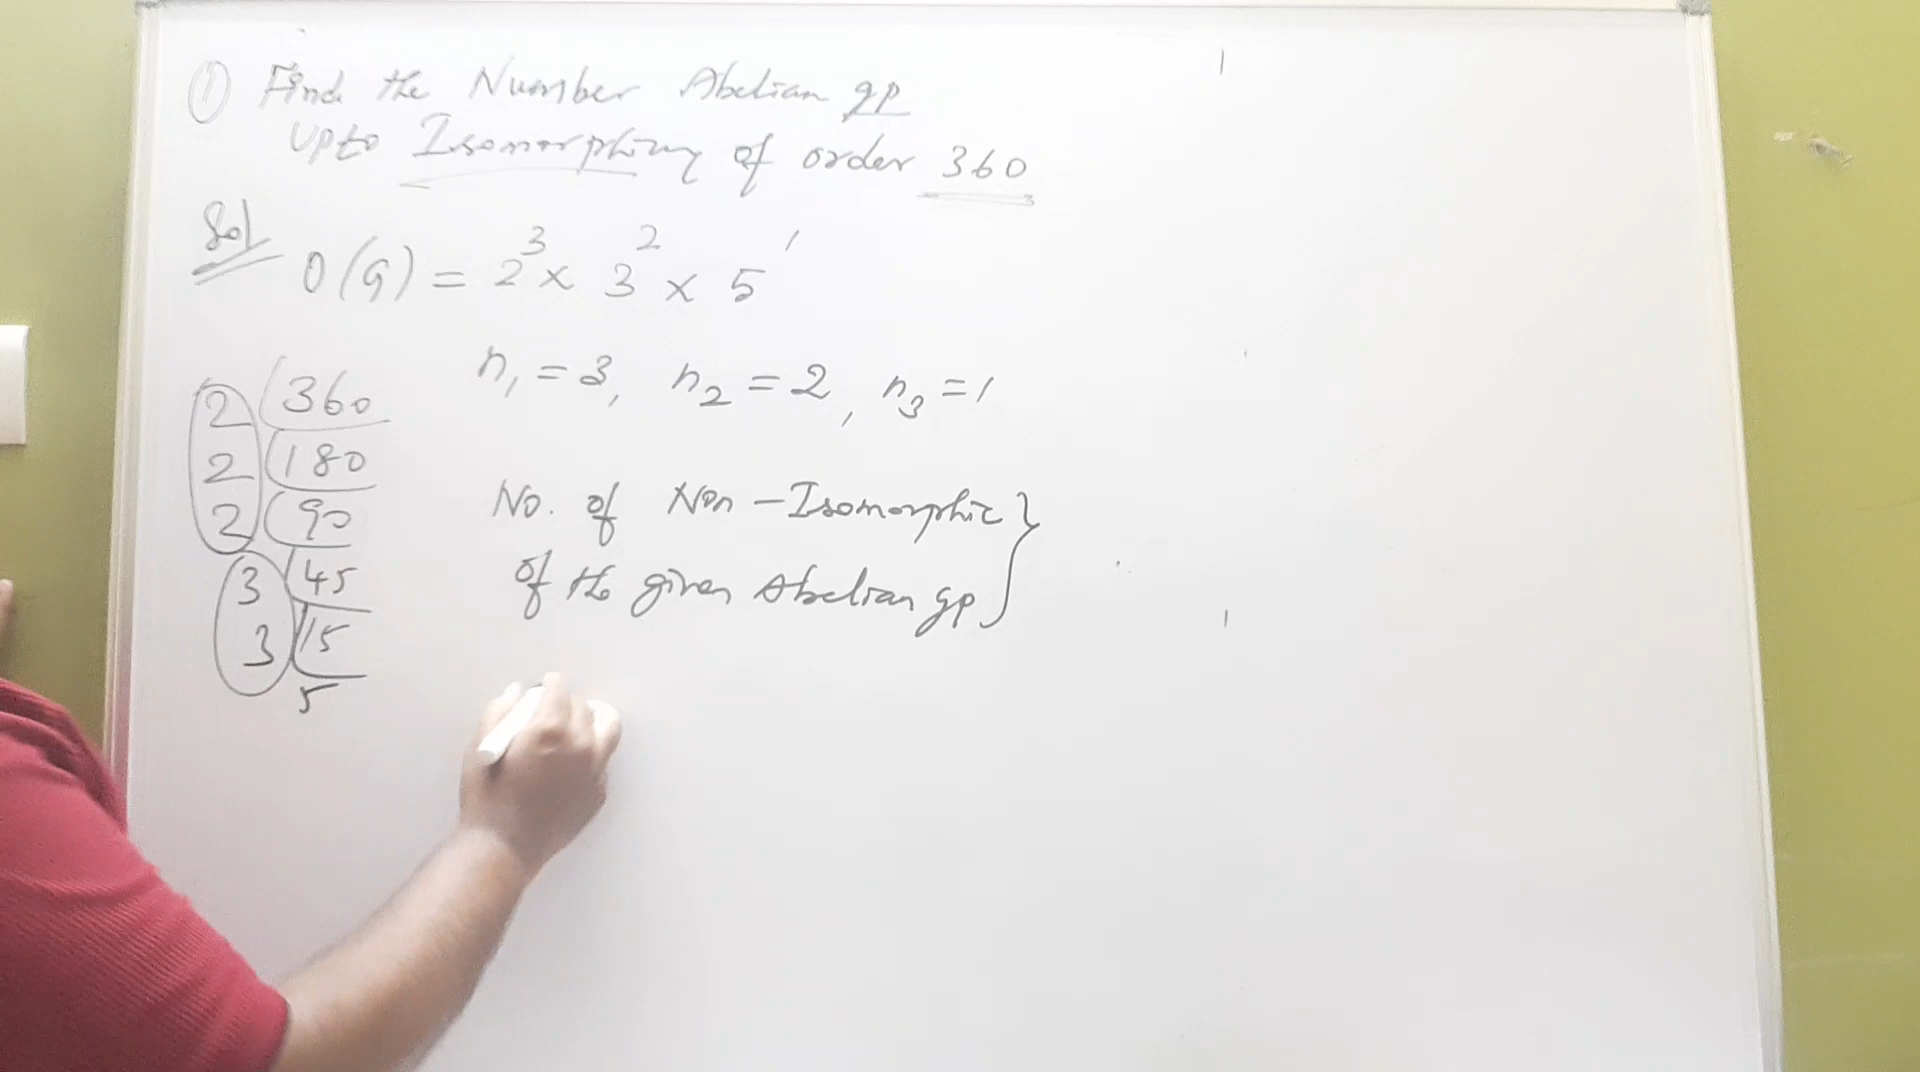 ① Find the Number Abelian gp
upto Isomorphism of order 360
Sol
O(G) = 2³ × 3² × 5¹
n₁ = 3, n₂ = 2, n₃ = 1
2 360
2 180
2 90
3 45
3 15
5
No. of Non-Isomorphic }
of the given Abelian gp